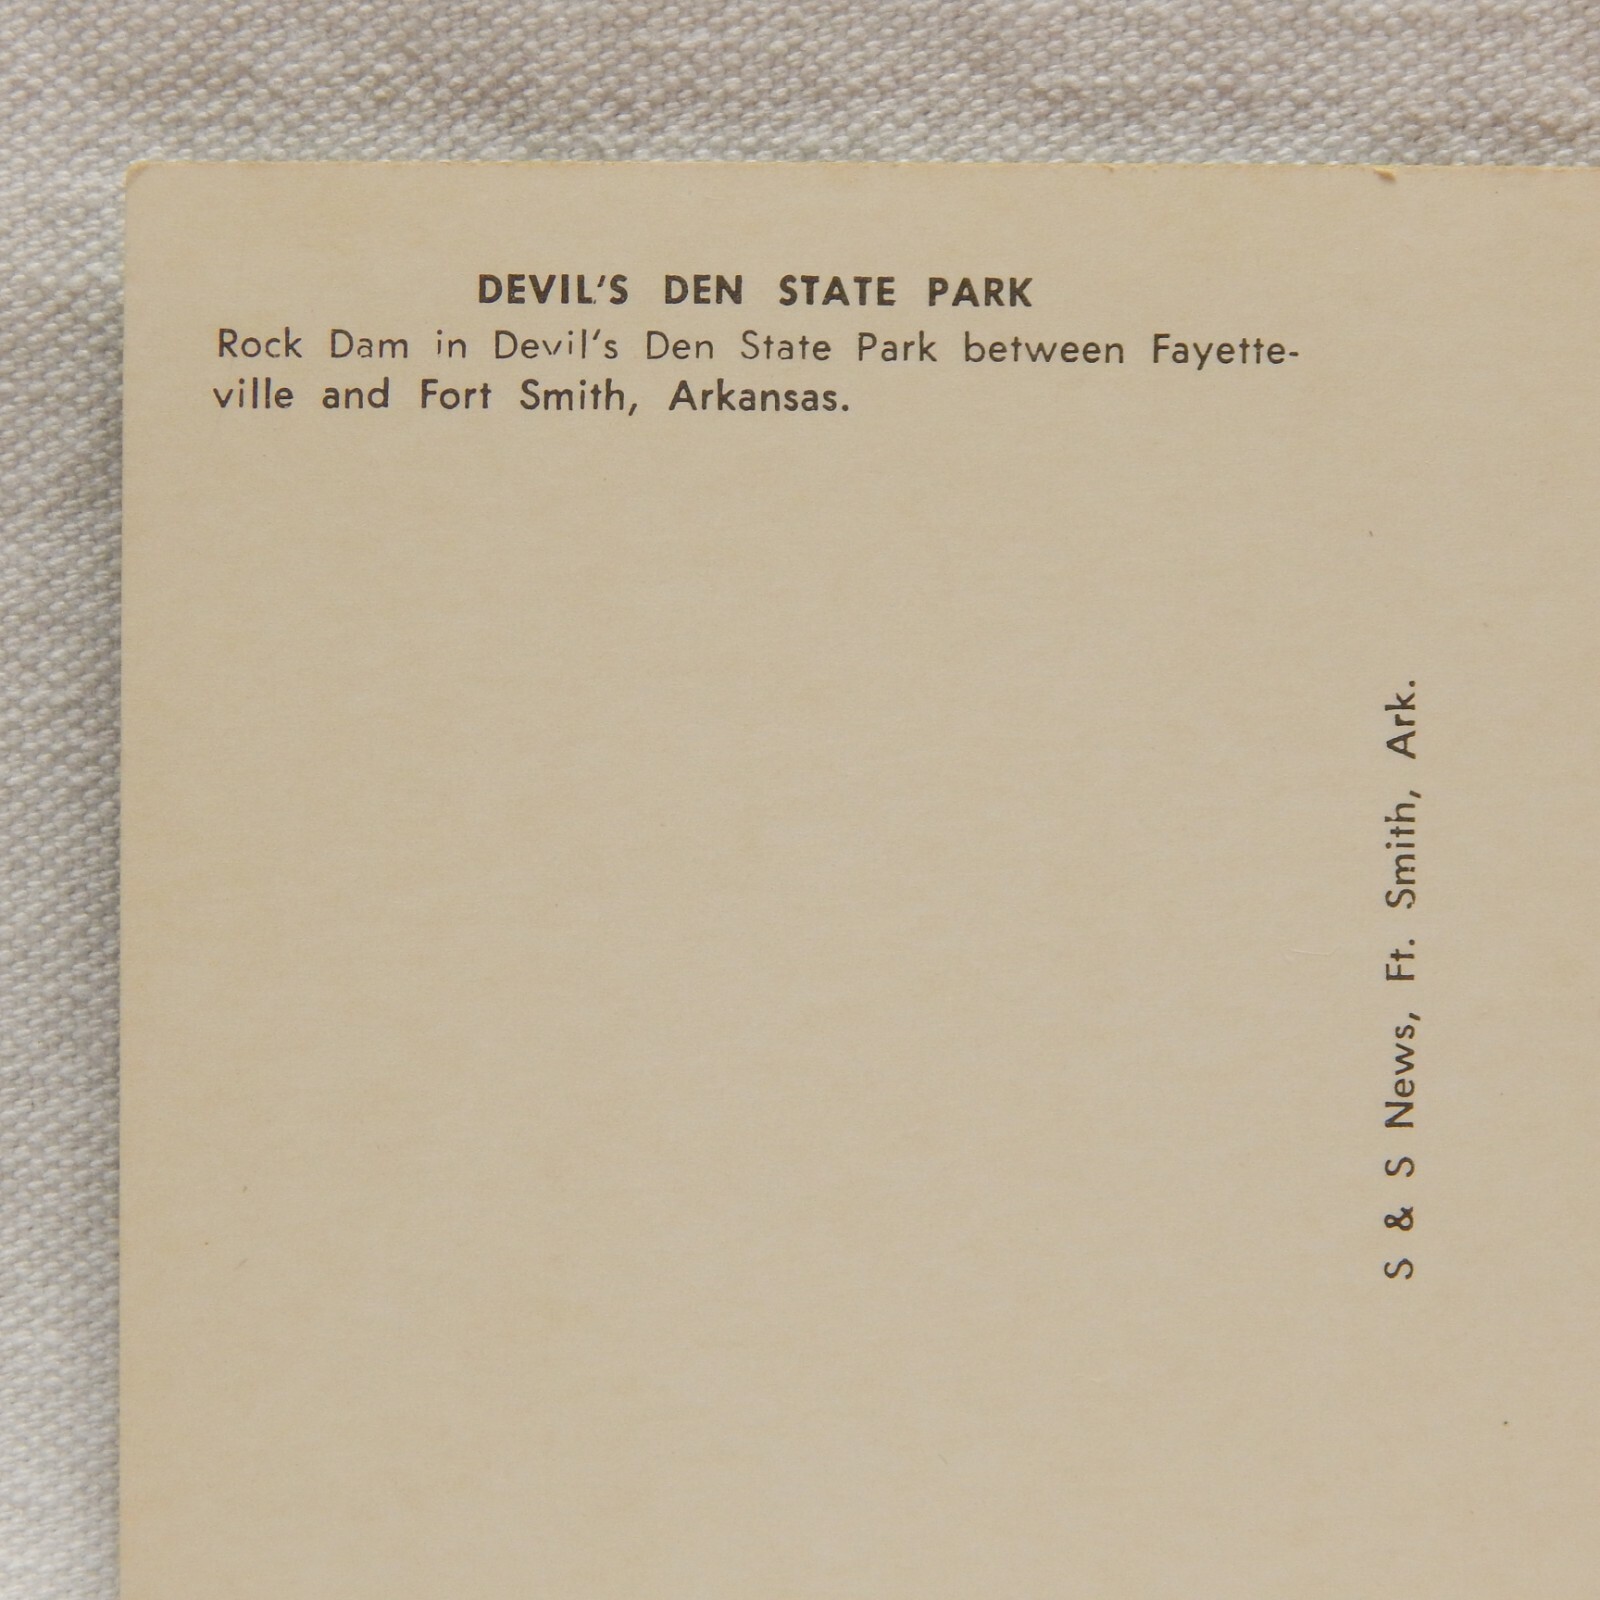 DEVIL'S DEN STATE PARK
Rock Dam in Devil's Den State Park between Fayette-
ville and Fort Smith, Arkansas.
S & S News, Ft. Smith, Ark.